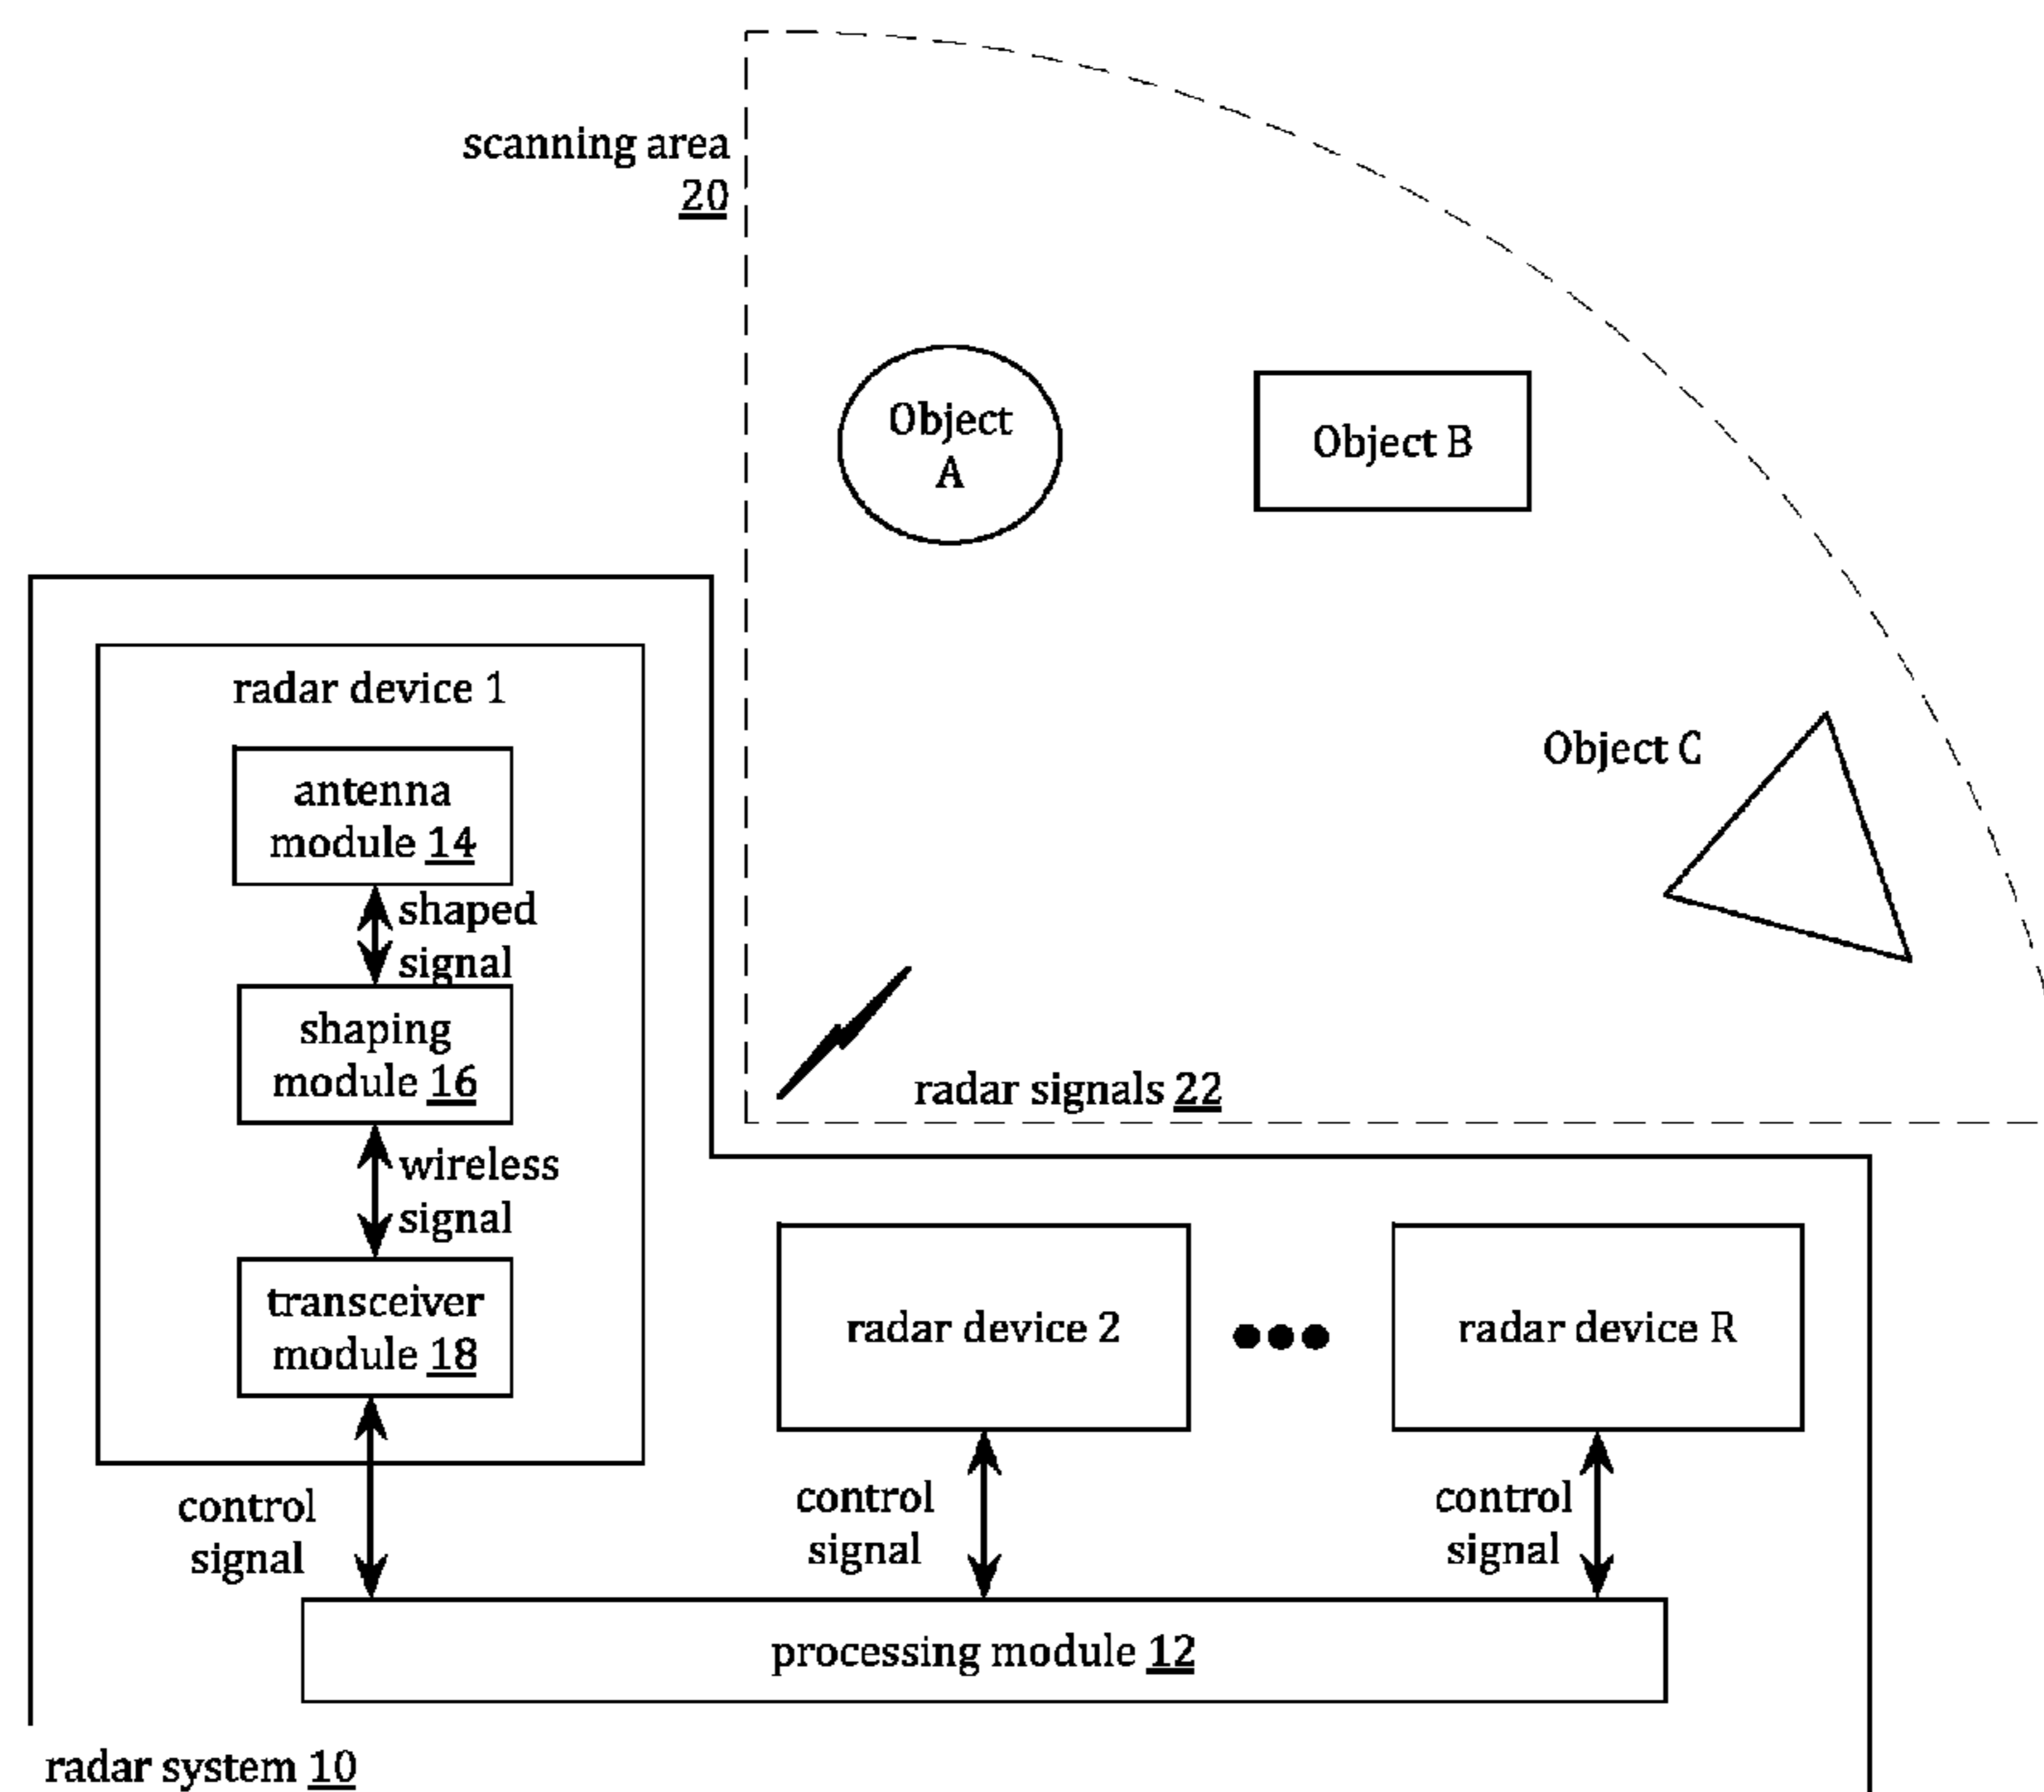 scanning area
20
Object
A
Object B
radar device 1
antenna
module 14
Object C
shaped
signal
shaping
module 16
radar signals 22
wireless
signal
transceiver
module 18
radar device 2
radar device R
control
signal
control
signal
control
signal
processing module 12
radar system 10